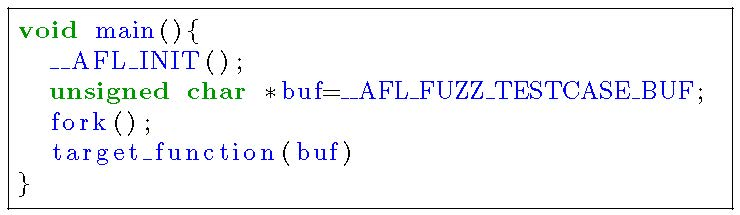 void main(){
__AFL_INIT();
unsigned char *buf=__AFL_FUZZ_TESTCASE_BUF;
fork();
target_function(buf)
}